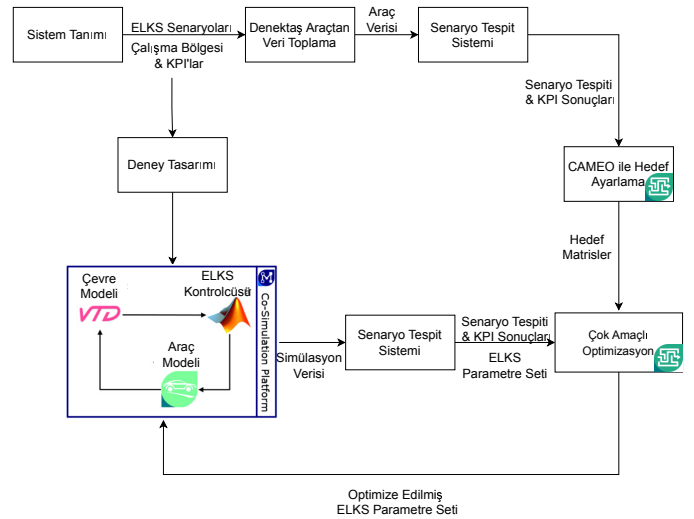 Sistem Tanımı
ELKS Senaryoları
Çalışma Bölgesi
& KPI'lar
Denektaş Araçtan
Veri Toplama
Araç
Verisi
Senaryo Tespit
Sistemi
Senaryo Tespiti
& KPI Sonuçları
Deney Tasarımı
CAMEO ile Hedef
Ayarlama
Hedef
Matrisler
Çevre
Modeli
VTD
ELKS
Kontrolcüsü
Araç
Modeli
M
Co-Simulation Platform
Simülasyon
Verisi
Senaryo Tespit
Sistemi
Senaryo Tespiti
& KPI Sonuçları
ELKS
Parametre Seti
Çok Amaçlı
Optimizasyon
Optimize Edilmiş
ELKS Parametre Seti